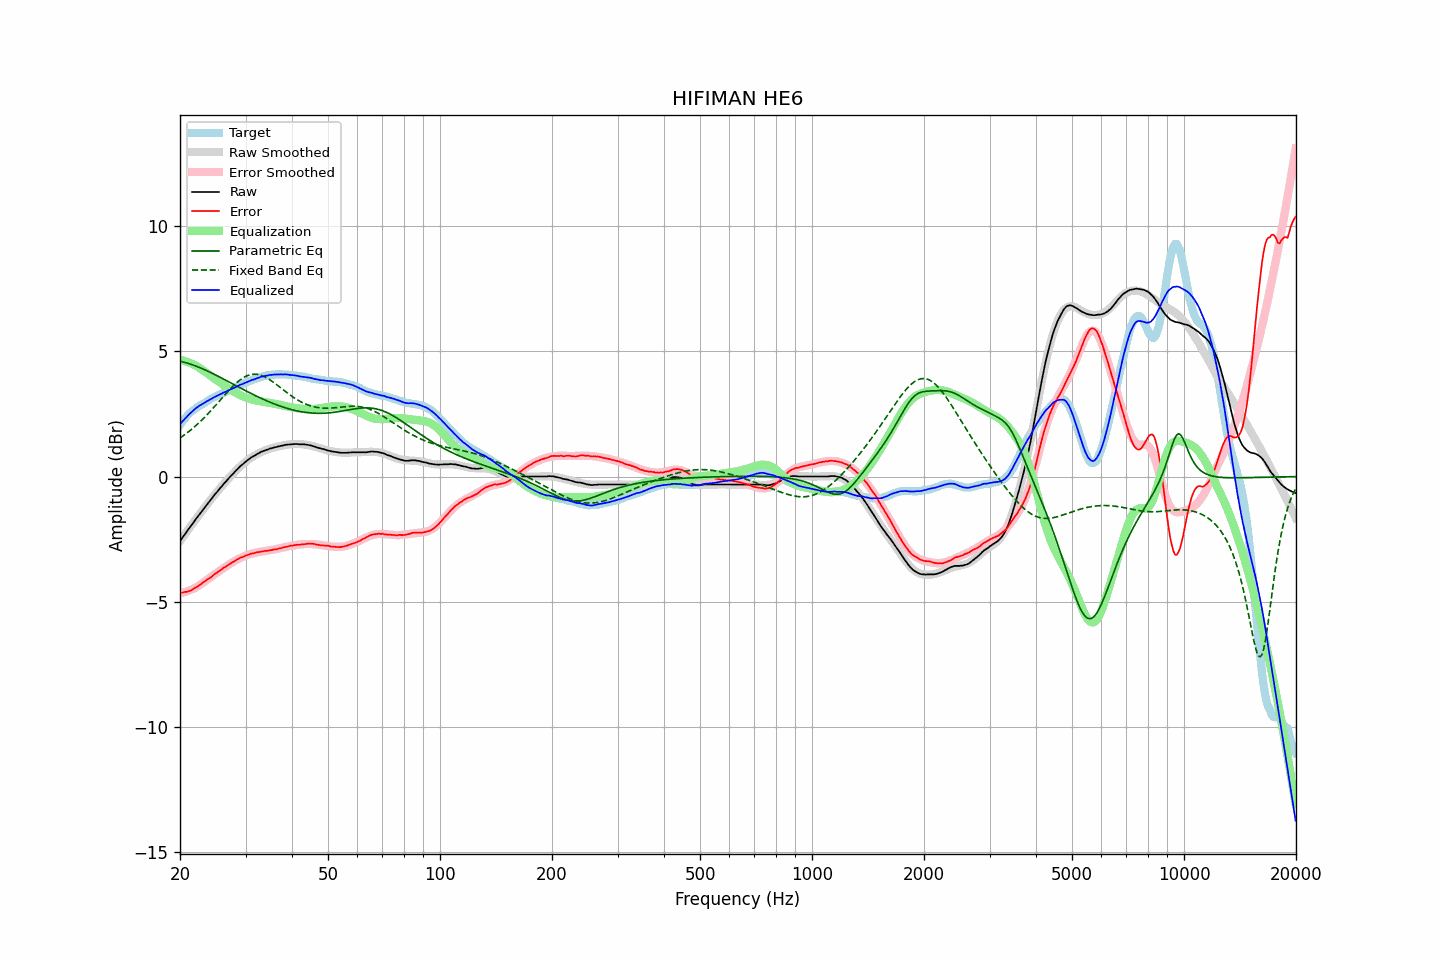 HIFIMAN HE6
Target
Raw Smoothed
Error Smoothed
Raw
Error
Equalization
Parametric Eq
Fixed Band Eq
Equalized
Amplitude (dBr)
10
5
0
−5
−10
−15
20 50 100 200 500 1000 2000 5000 10000 20000
Frequency (Hz)